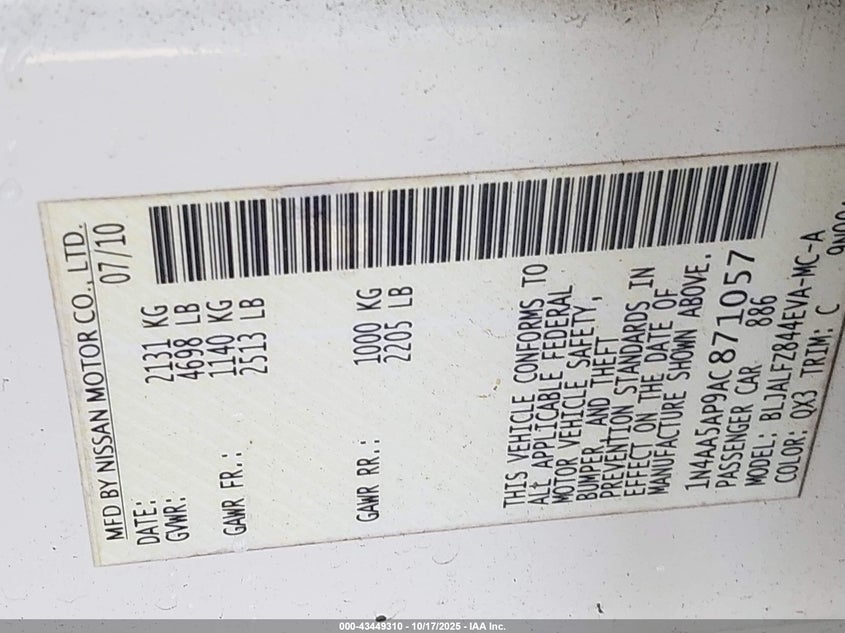 MFD BY NISSAN MOTOR CO., LTD.
DATE: 07/10
GVWR: 2131 KG
4698 LB
GAWR FR.: 1140 KG
2513 LB
GAWR RR.: 1000 KG
2205 LB
THIS VEHICLE CONFORMS TO
ALL APPLICABLE FEDERAL
MOTOR VEHICLE SAFETY,
BUMPER, AND THEFT
PREVENTION STANDARDS IN
EFFECT ON THE DATE OF
MANUFACTURE SHOWN ABOVE.
1N4AA5AP9AC871057
PASSENGER CAR 886
MODEL: BLJALFZ844EVA-MC-A
COLOR: QX3 TRIM: C
000-43449310 - 10/17/2025 - IAA Inc.